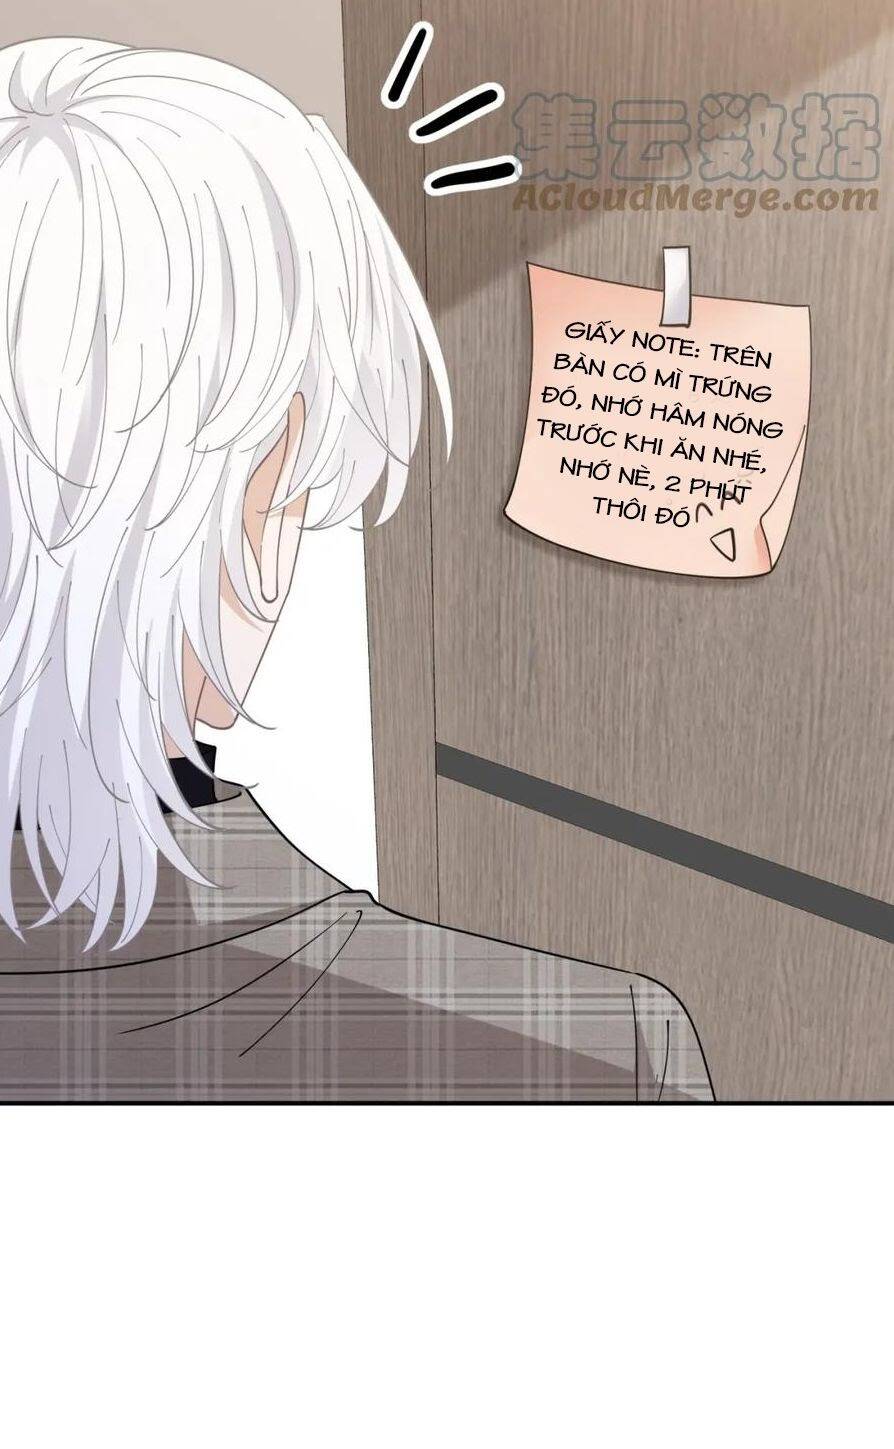 集云数据
AcloudMerge.com
GIẤY NOTE: TRÊN
BÀN CÓ MÌ TRỨNG
ĐÓ, NHỚ HÂM NÓNG
TRƯỚC KHI ĂN NHÉ,
NHỚ NÈ, 2 PHÚT
THÔI ĐÓ